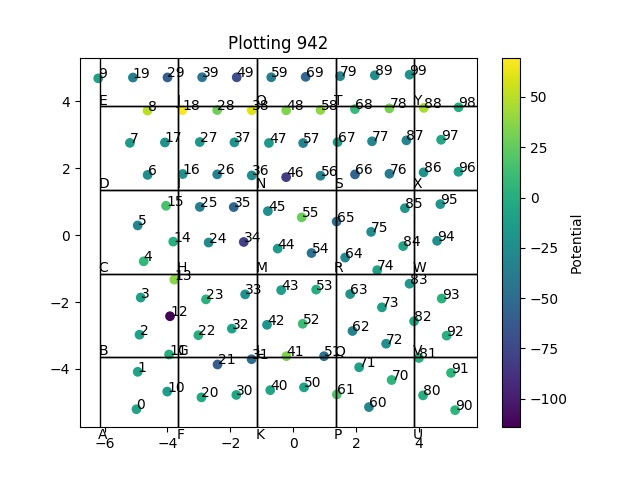 Plotting 942
9 19 29 39 49 59 69 79 89 99
E J T Y
8 18 28 38 48 58 68 78 88 98
7 17 27 37 47 57 67 77 87 97
6 16 26 36 46 56 66 76 86 96
D N S X
5 15 25 35 45 55 65 75 85 95
4 14 24 34 44 54 64 74 84 94
C H M R W
3 13 23 33 43 53 63 73 83 93
2 12 22 32 42 52 62 72 82 92
B G Q V
1 11 21 31 41 51 61 71 81 91
0 10 20 30 40 50 60 70 80 90
A F K P U
−6 −4 −2 0 2 4
4
2
0
−2
−4
50
25
0
−25
−50
−75
−100
Potential